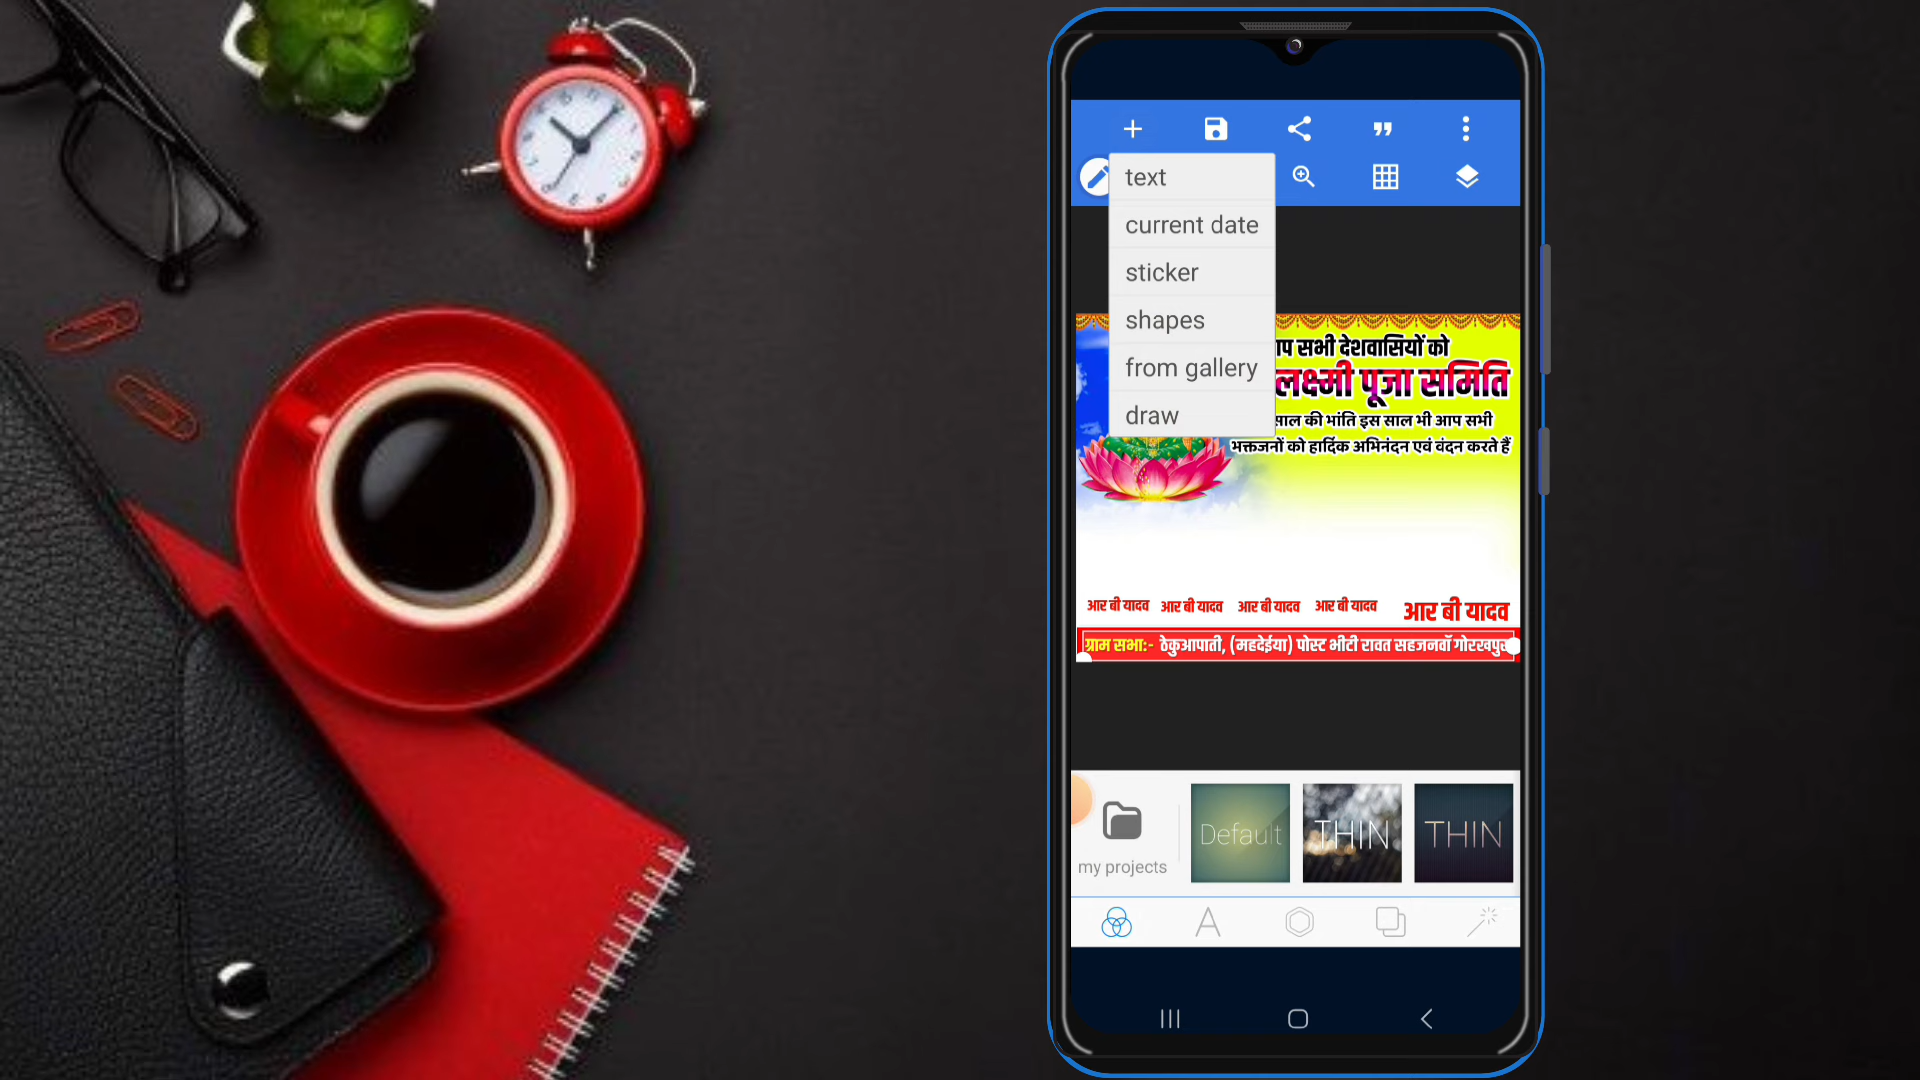 text
current date
sticker
shapes
from gallery
draw
सभी देशवासियों को
लक्ष्मी पूजा समिति
साल की भांति इस साल भी आप सभी
भक्तजनों को हार्दिक अभिनंदन एवं वंदन करते हैं
आर बी यादव आर बी यादव आर बी यादव आर बी यादव आर बी यादव
ग्राम सभा:- ठेकुआपाती, (महदेईया) पोस्ट भीटी रावत सहजनवॉ
my projects
Default
THIN
THIN